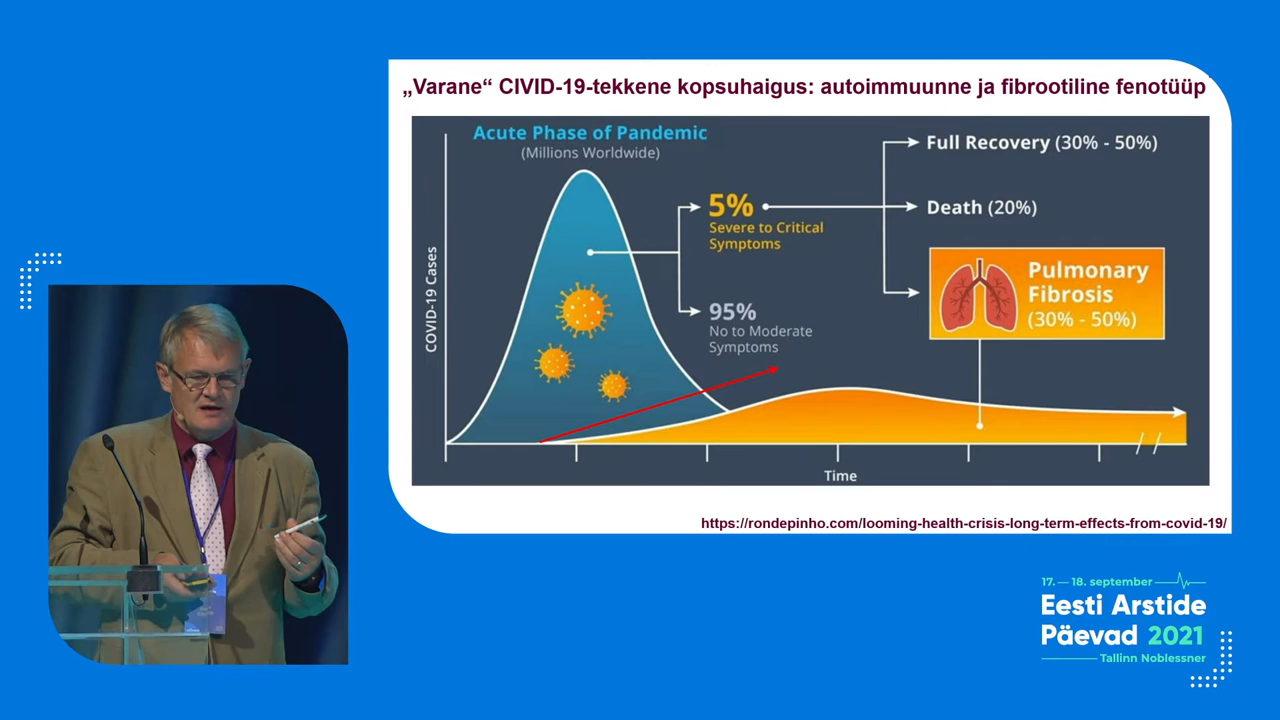 „Varane“ CIVID-19-tekkene kopsuhaigus: autoimmuunne ja fibrootiline fenotüüp
Acute Phase of Pandemic
(Millions Worldwide)
COVID-19 Cases
5%
Severe to Critical
Symptoms
95%
No to Moderate
Symptoms
Full Recovery (30% - 50%)
Death (20%)
Pulmonary
Fibrosis
(30% - 50%)
Time
https://rondepinho.com/looming-health-crisis-long-term-effects-from-covid-19/
17. — 18. september
Eesti Arstide
Päevad 2021
Tallinn Noblessner